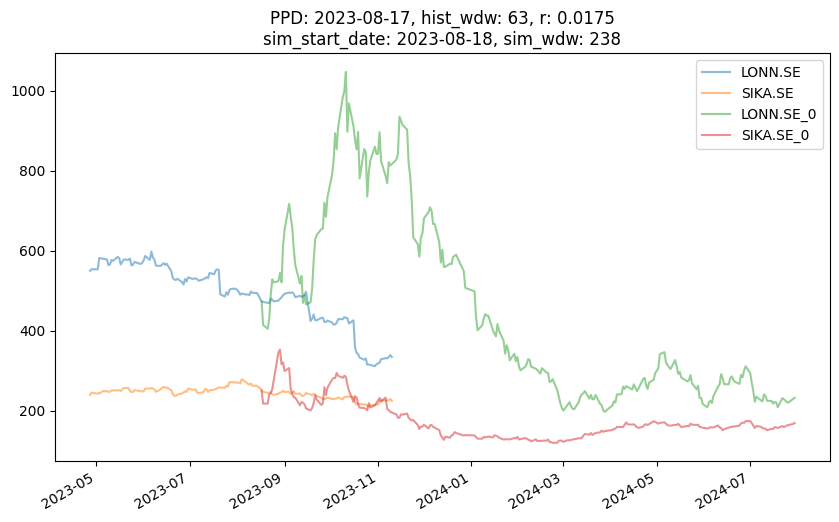 PPD: 2023-08-17, hist_wdw: 63, r: 0.0175
sim_start_date: 2023-08-18, sim_wdw: 238
LONN.SE
SIKA.SE
LONN.SE_0
SIKA.SE_0
1000
800
600
400
200
2023-05
2023-07
2023-09
2023-11
2024-01
2024-03
2024-05
2024-07